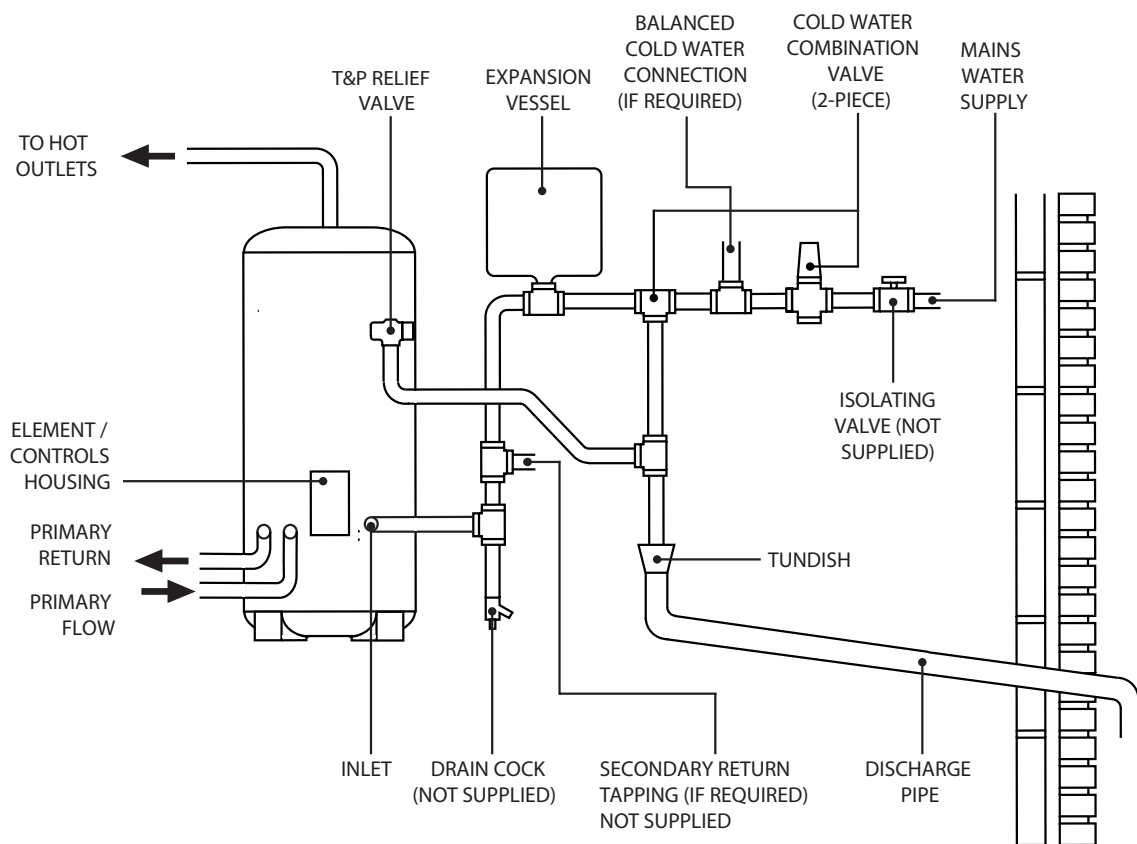 BALANCED
COLD WATER
CONNECTION
(IF REQUIRED)
COLD WATER
COMBINATION
VALVE
(2-PIECE)
MAINS
WATER
SUPPLY
T&P RELIEF
VALVE
EXPANSION
VESSEL
TO HOT
OUTLETS
ISOLATING
VALVE (NOT
SUPPLIED)
ELEMENT /
CONTROLS
HOUSING
PRIMARY
RETURN
PRIMARY
FLOW
TUNDISH
INLET
DRAIN COCK
(NOT SUPPLIED)
SECONDARY RETURN
TAPPING (IF REQUIRED)
NOT SUPPLIED
DISCHARGE
PIPE